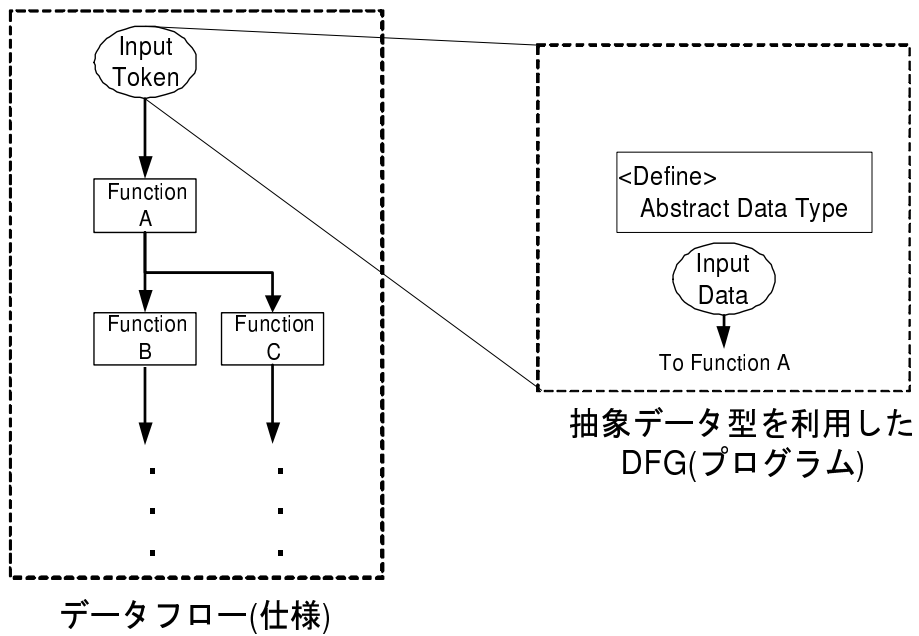 Input
Token
Function
A
Function
B
Function
C
.
.
.
.
.
.
データフロー(仕様)
<Define>
Abstract Data Type
Input
Data
To Function A
抽象データ型を利用した
DFG(プログラム)